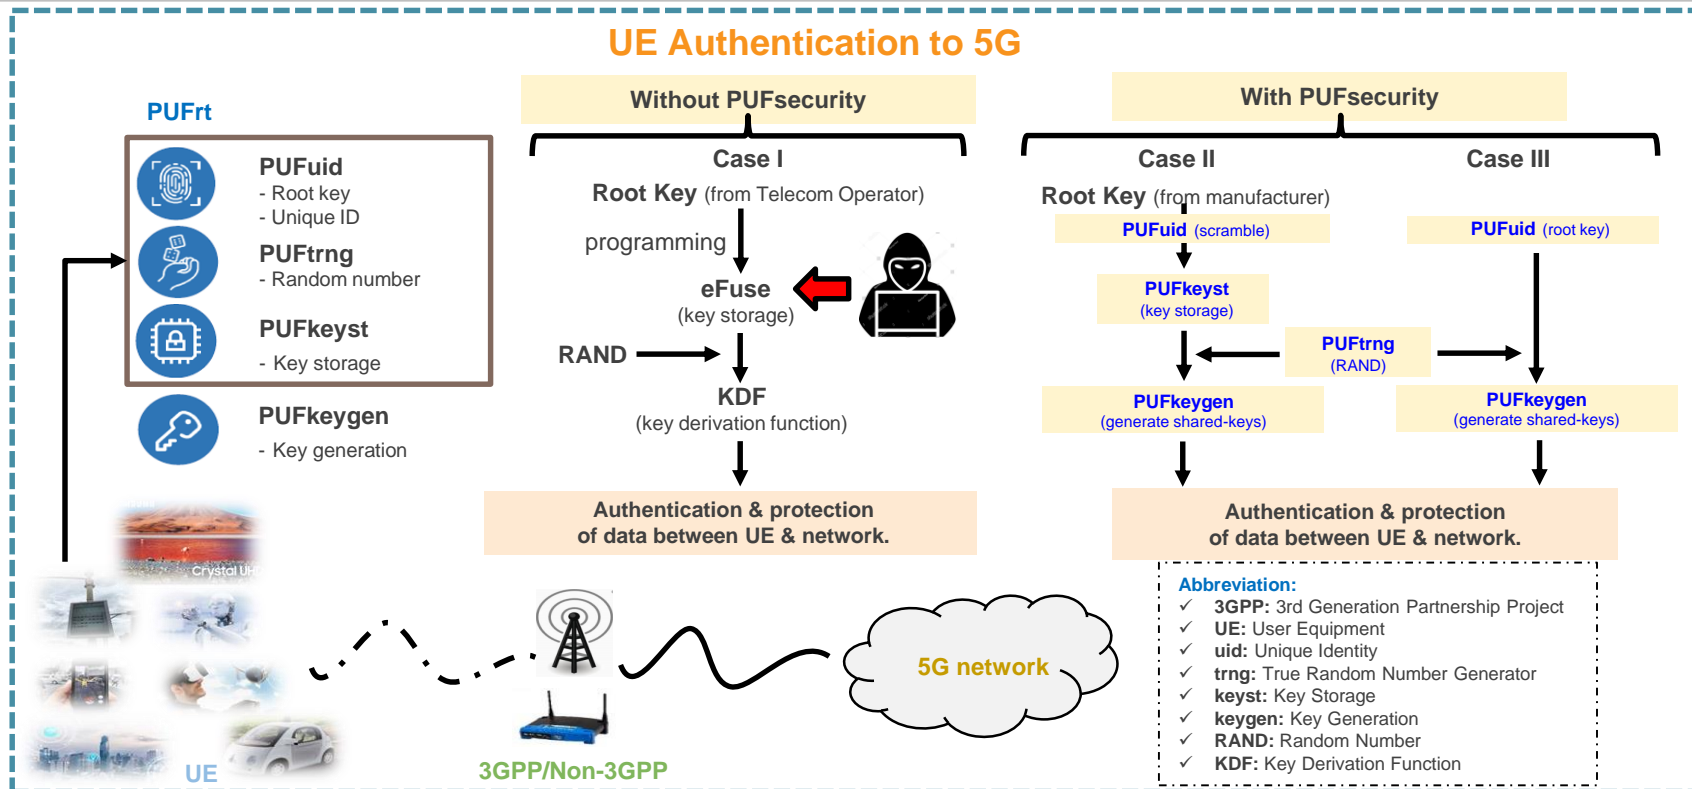 UE Authentication to 5G
PUFrt
PUFuid
- Root key
- Unique ID
PUFtrng
- Random number
PUFkeyst
- Key storage
PUFkeygen
- Key generation
Without PUFsecurity
Case I
Root Key (from Telecom Operator)
programming
eFuse
(key storage)
RAND
KDF
(key derivation function)
Authentication & protection
of data between UE & network.
With PUFsecurity
Case II
Root Key (from manufacturer)
PUFuid (scramble)
PUFkeyst
(key storage)
PUFtrng
(RAND)
PUFkeygen
(generate shared-keys)
Case III
PUFuid (root key)
PUFkeygen
(generate shared-keys)
Authentication & protection
of data between UE & network.
Crystal UHD
UE
3GPP/Non-3GPP
5G network
Abbreviation:
✓ 3GPP: 3rd Generation Partnership Project
✓ UE: User Equipment
✓ uid: Unique Identity
✓ trng: True Random Number Generator
✓ keyst: Key Storage
✓ keygen: Key Generation
✓ RAND: Random Number
✓ KDF: Key Derivation Function